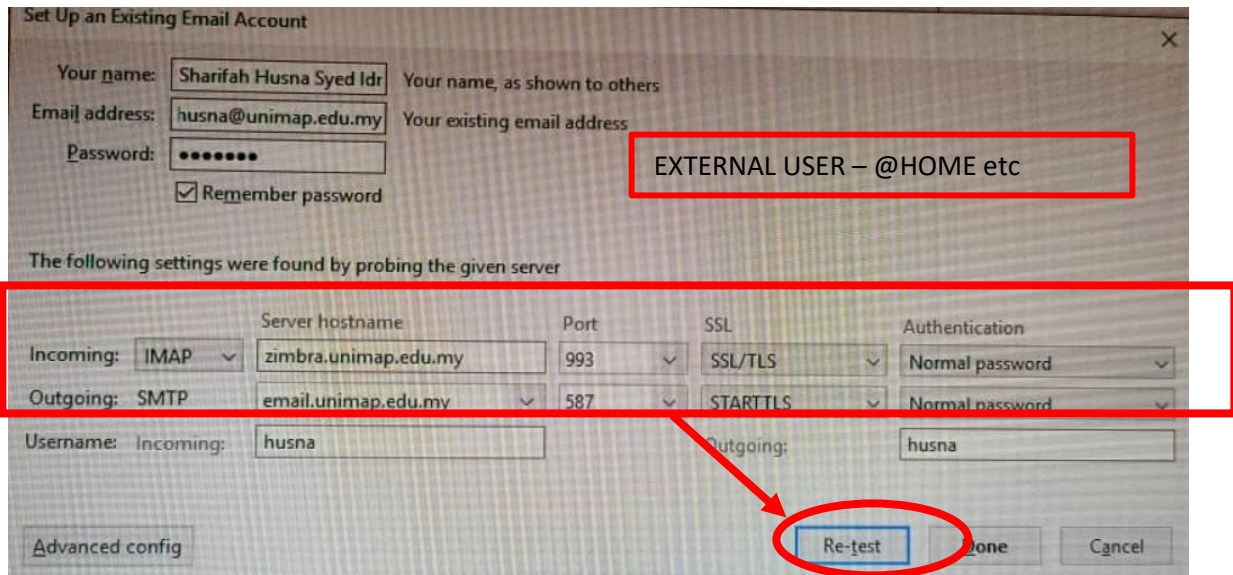 Set Up an Existing Email Account
Your name: Sharifah Husna Syed Idr Your name, as shown to others
Email address: husna@unimap.edu.my Your existing email address
Password: •••••••
EXTERNAL USER – @HOME etc
Remember password
The following settings were found by probing the given server
Server hostname Port SSL Authentication
Incoming: IMAP zimbra.unimap.edu.my 993 SSL/TLS Normal password
Outgoing: SMTP email.unimap.edu.my 587 STARTTLS Normal password
Username: Incoming: husna Outgoing: husna
Advanced config Re-test Done Cancel